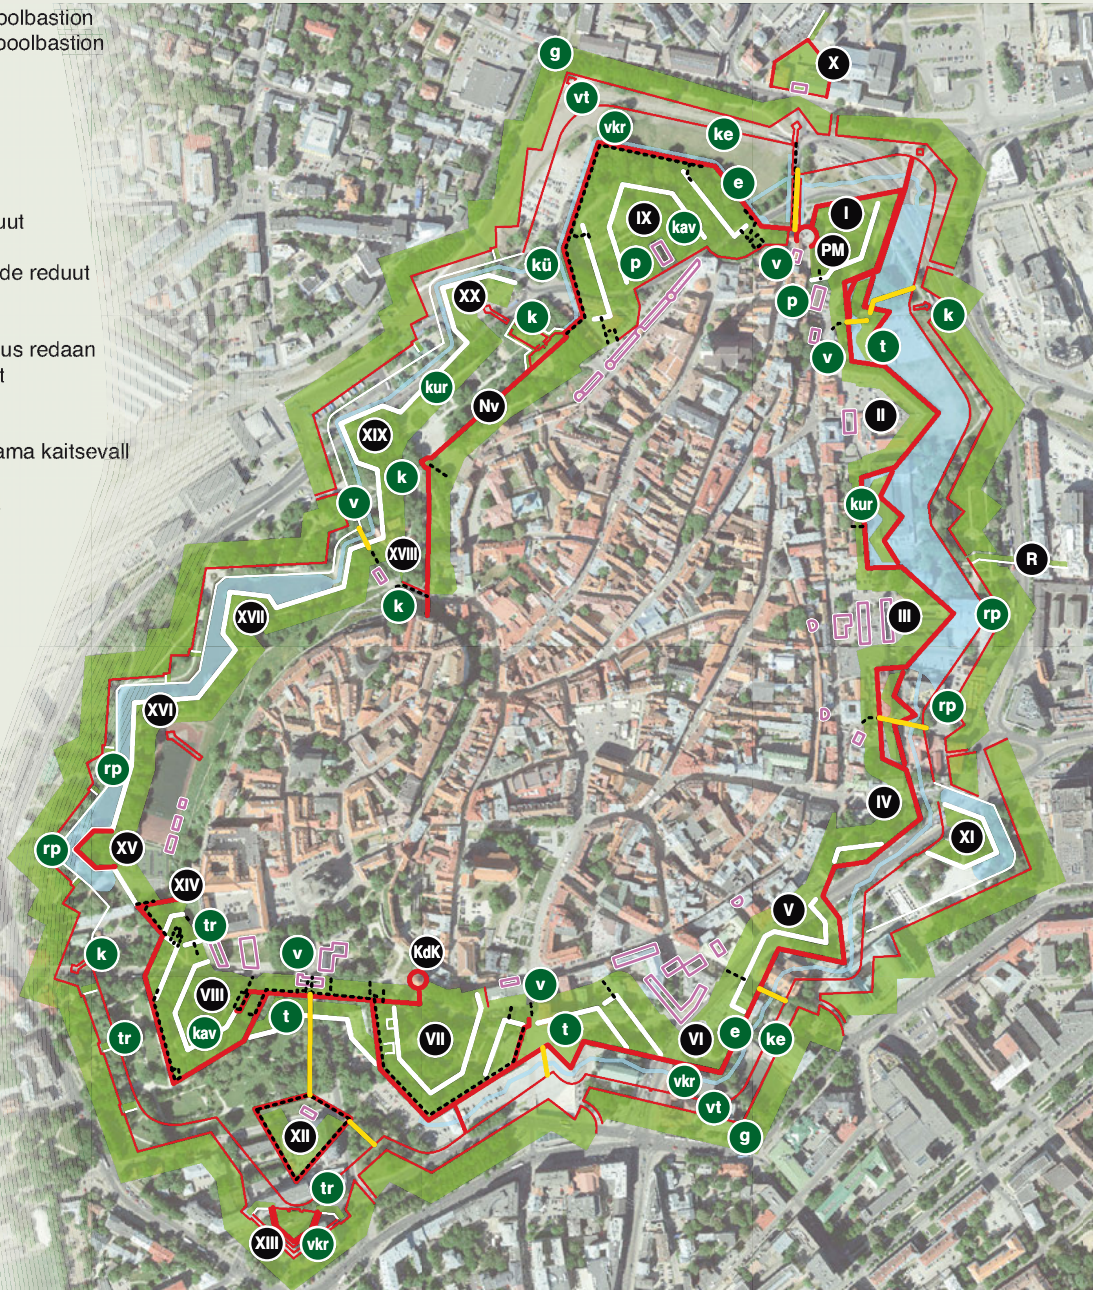 oolbastion
oolbastion
uut
de reduut
us redaan
t
ama kaitsevall
g
X
vt
vkr
ke
e
IX
kav
I
PM
p
v
kü
XX
k
p
k
v
t
kur
Nv
II
XIX
k
v
kur
XVIII
R
k
XVII
III
rp
XVI
rp
rp
IV
rp
XV
XI
XIV
tr
V
k
v
KdK
v
VIII
kav
t
tr
VII
t
VI
e
ke
vkr
vt
g
XII
tr
XIII
vkr